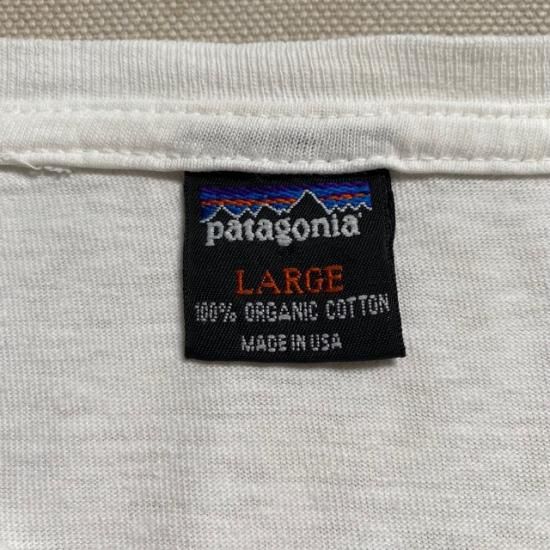 patagonia
LARGE
100% ORGANIC COTTON
MADE IN USA